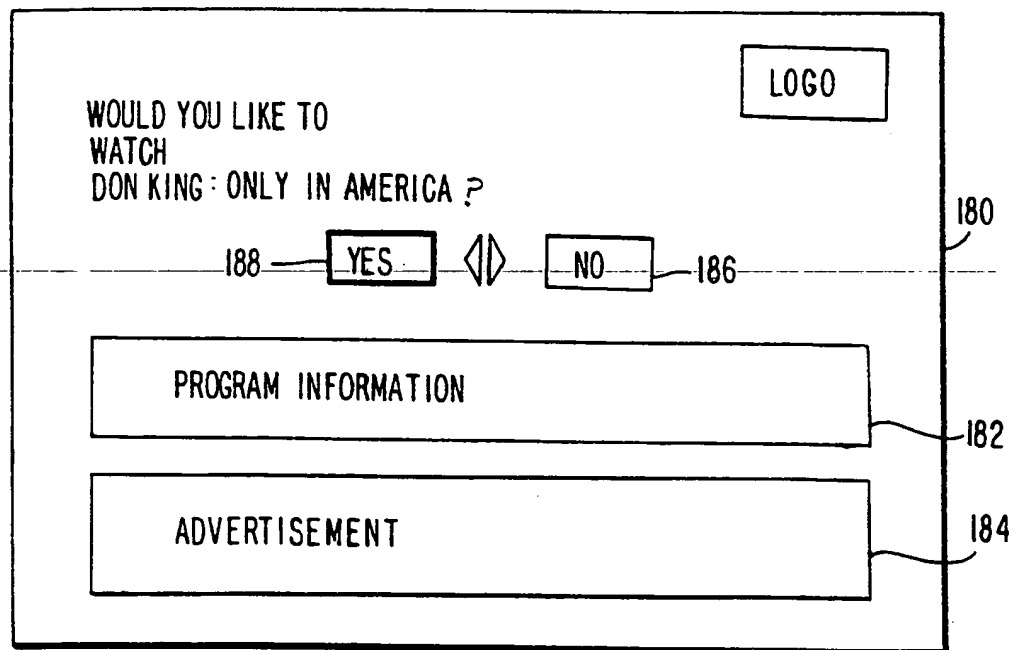 LOGO
WOULD YOU LIKE TO
WATCH
DON KING: ONLY IN AMERICA ?
180
188 YES NO 186
PROGRAM INFORMATION
182
ADVERTISEMENT
184